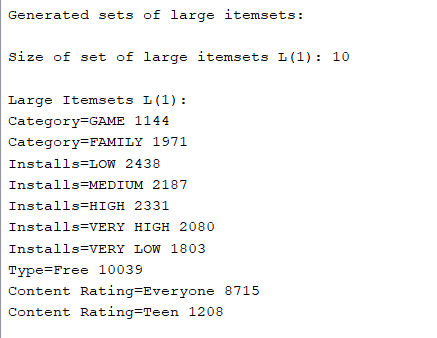 Generated sets of large itemsets:
Size of set of large itemsets L(1): 10
Large Itemsets L(1):
Category=GAME 1144
Category=FAMILY 1971
Installs=LOW 2438
Installs=MEDIUM 2187
Installs=HIGH 2331
Installs=VERY HIGH 2080
Installs=VERY LOW 1803
Type=Free 10039
Content Rating=Everyone 8715
Content Rating=Teen 1208